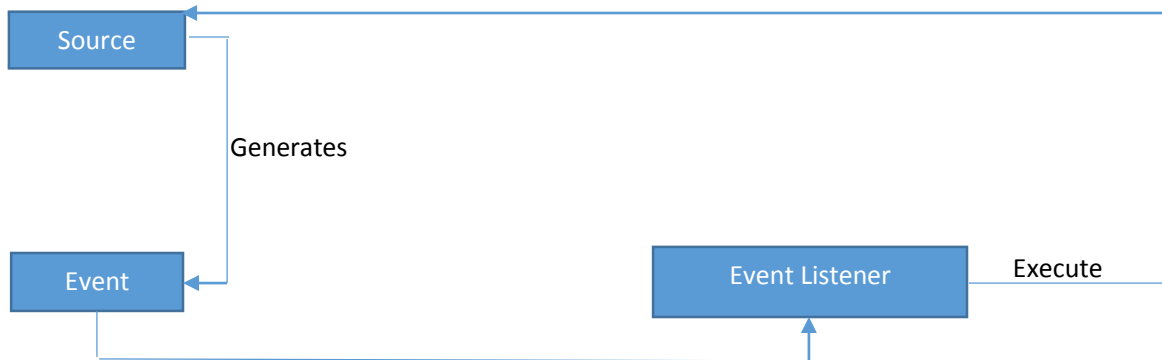 Source
Generates
Event
Event Listener
Execute